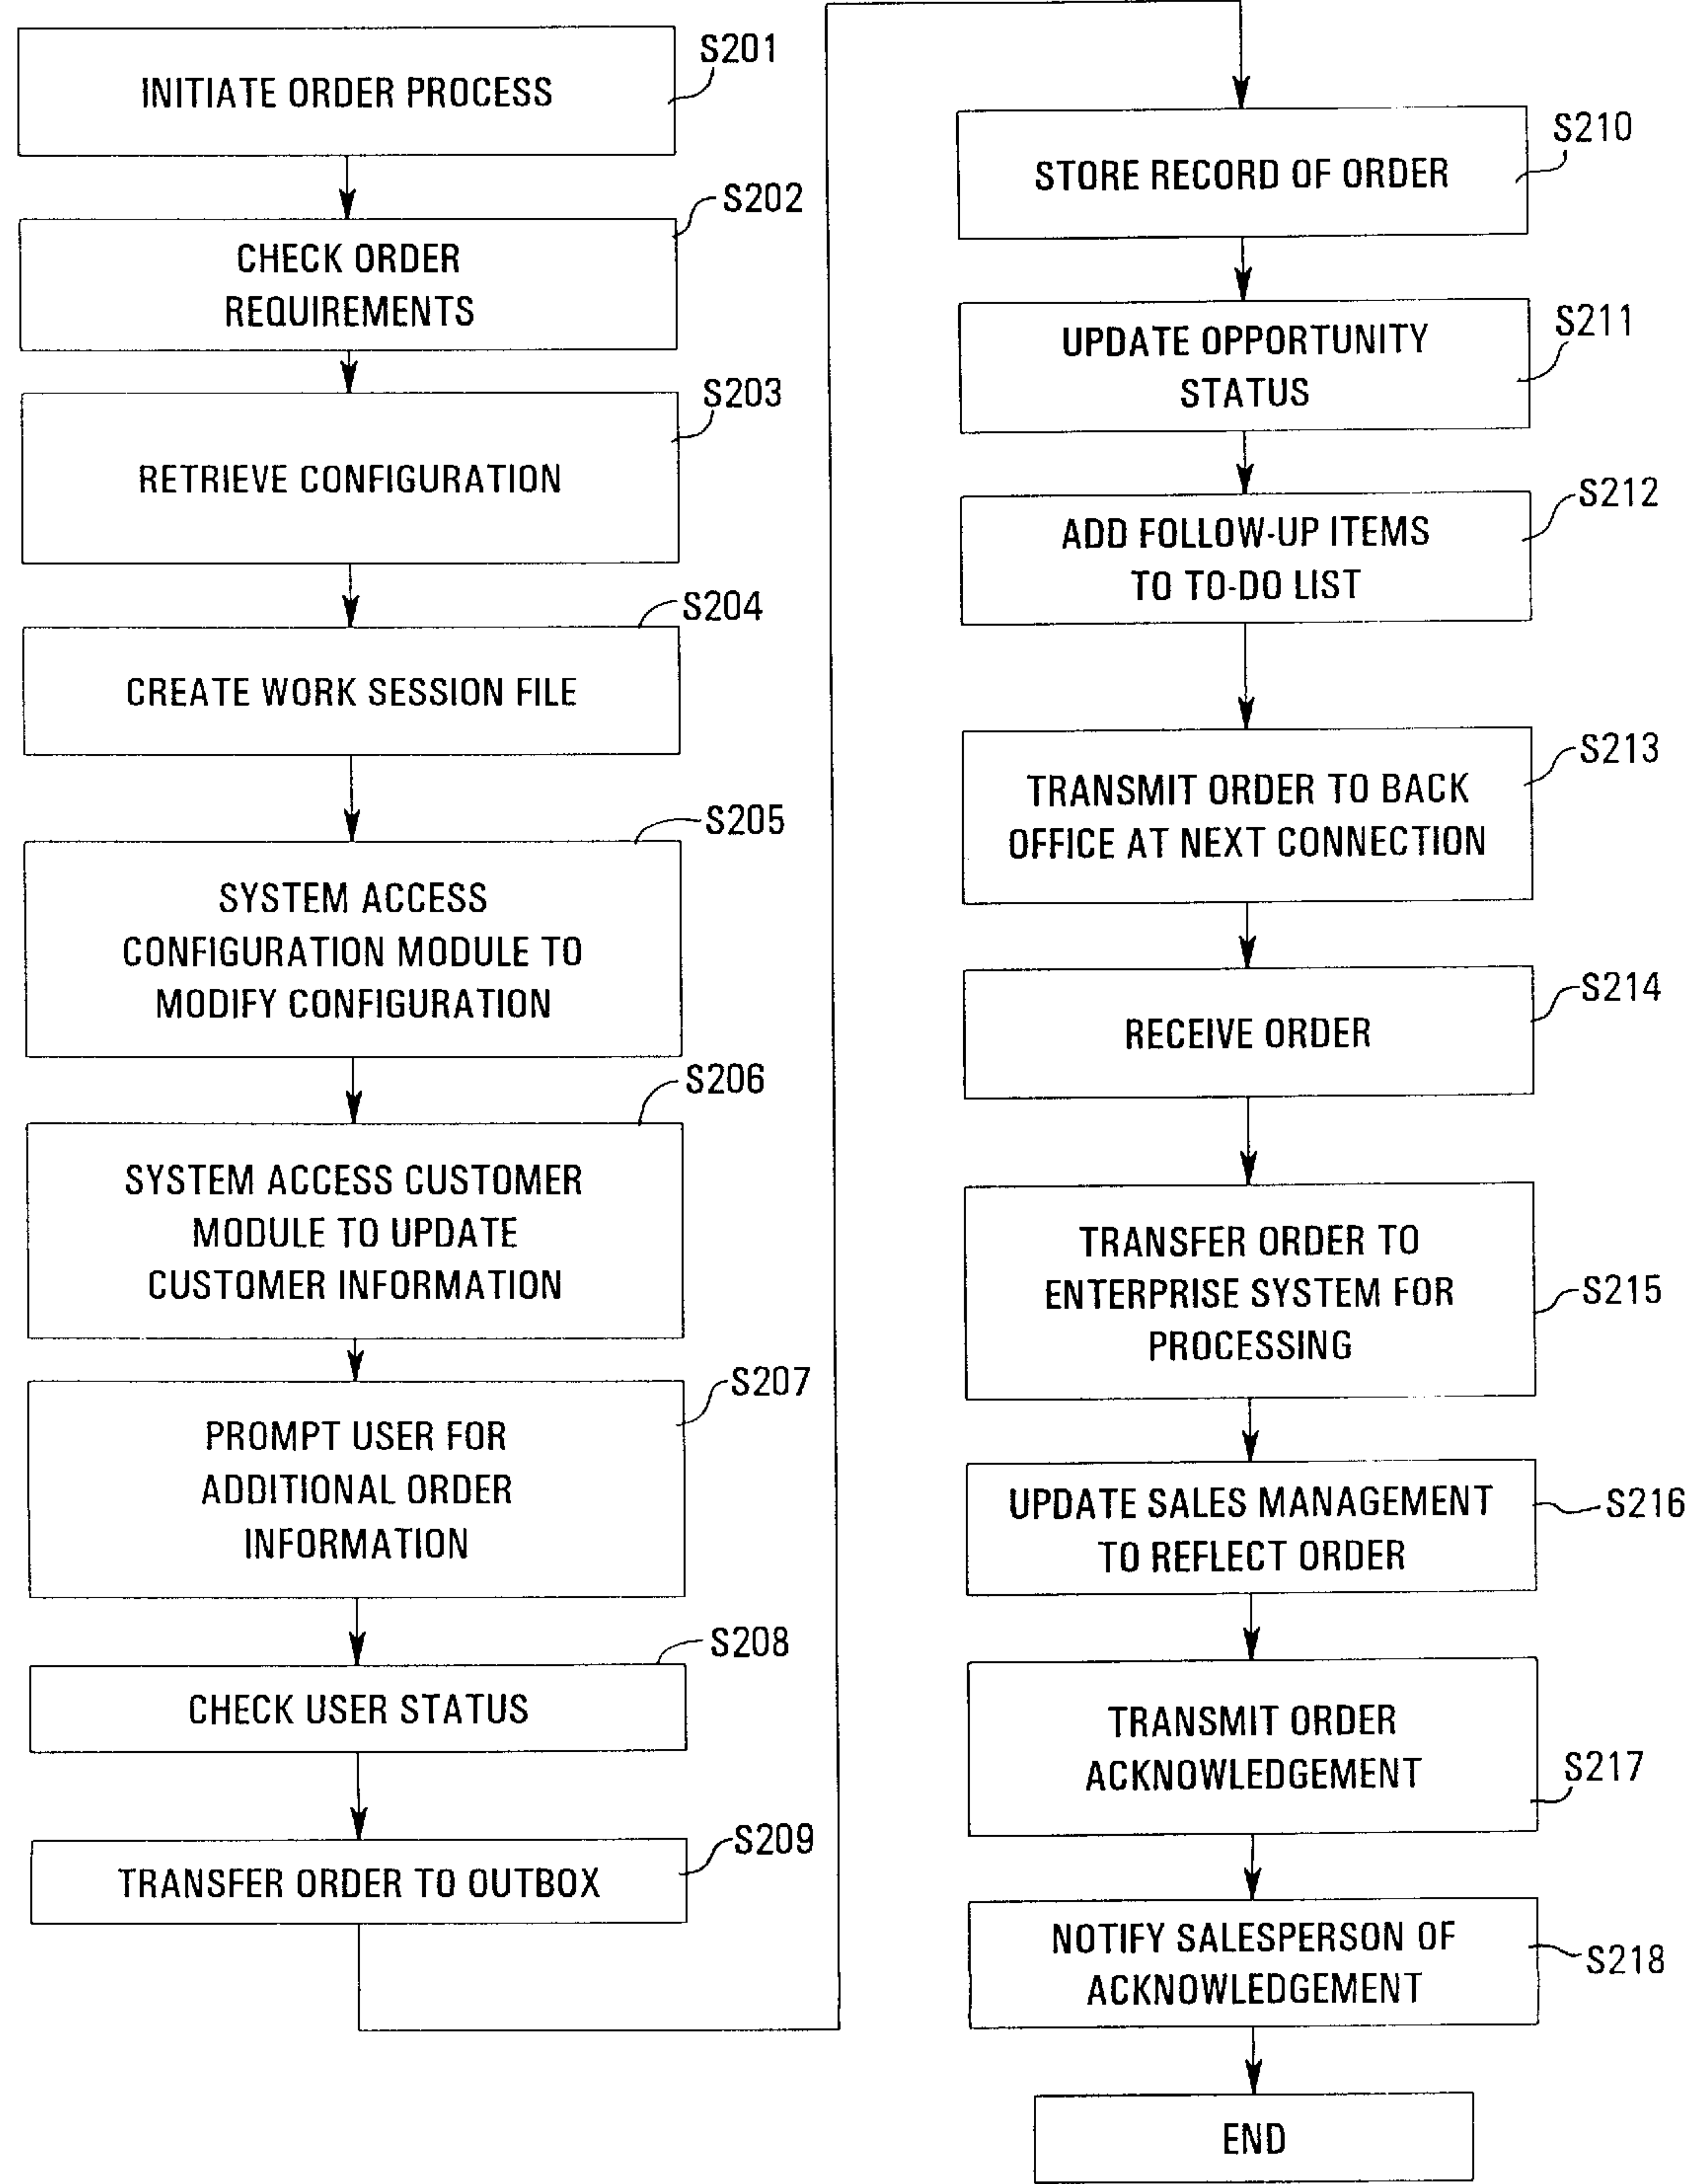 INITIATE ORDER PROCESS
S201
CHECK ORDER
REQUIREMENTS
S202
RETRIEVE CONFIGURATION
S203
CREATE WORK SESSION FILE
S204
SYSTEM ACCESS
CONFIGURATION MODULE TO
MODIFY CONFIGURATION
S205
SYSTEM ACCESS CUSTOMER
MODULE TO UPDATE
CUSTOMER INFORMATION
S206
PROMPT USER FOR
ADDITIONAL ORDER
INFORMATION
S207
CHECK USER STATUS
S208
TRANSFER ORDER TO OUTBOX
S209
STORE RECORD OF ORDER
S210
UPDATE OPPORTUNITY
STATUS
S211
ADD FOLLOW-UP ITEMS
TO TO-DO LIST
S212
TRANSMIT ORDER TO BACK
OFFICE AT NEXT CONNECTION
S213
RECEIVE ORDER
S214
TRANSFER ORDER TO
ENTERPRISE SYSTEM FOR
PROCESSING
S215
UPDATE SALES MANAGEMENT
TO REFLECT ORDER
S216
TRANSMIT ORDER
ACKNOWLEDGEMENT
S217
NOTIFY SALESPERSON OF
ACKNOWLEDGEMENT
S218
END